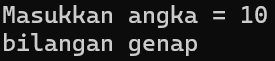 Masukkan angka = 10
bilangan genap